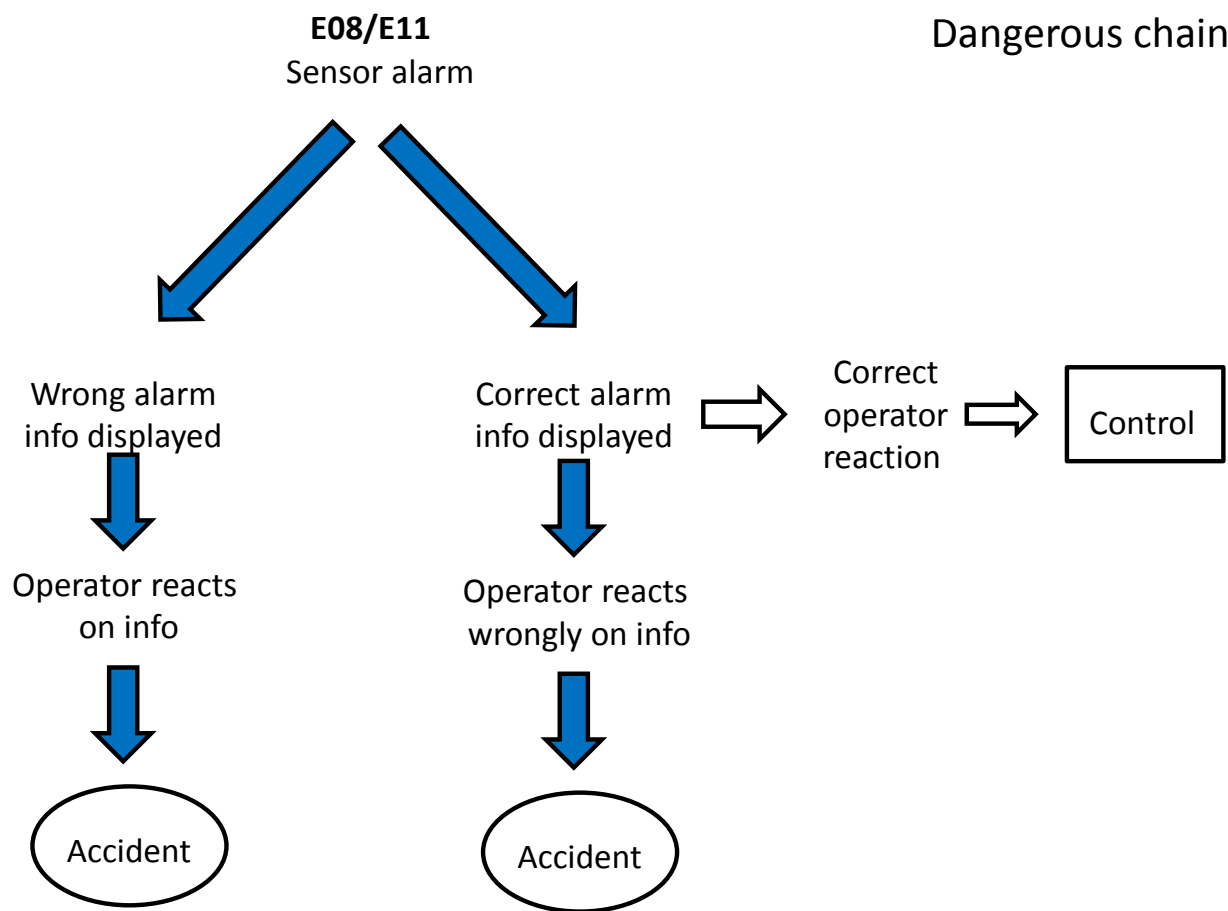 E08/E11
Dangerous chain
Sensor alarm
Wrong alarm
info displayed
Correct alarm
info displayed
Correct
operator
reaction
Control
Operator reacts
on info
Operator reacts
wrongly on info
Accident
Accident